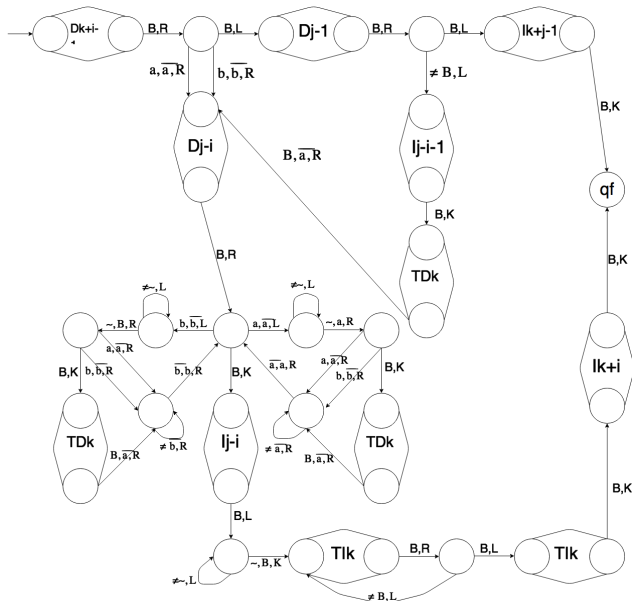 Dk+i-
B,R
B,L
Dj-1
B,R
B,L
Ik+j-1
a, a̅, R
b, b̅, R
≠ B, L
B,K
Dj-i
Ij-i-1
B, a̅, R
B,K
qf
B,R
TDk
B,K
≠~, L
≠~, L
~, B, R
b, b̅, L
a, a̅, L
~, a, R
a, a̅, R
b, b̅, R
b̅, b, R
a̅, a, R
a, a̅, R
b, b̅, R
B,K
B,K
B,K
Ik+i
TDk
≠ b̅, R
Ij-i
≠ a̅, R
TDk
B, a̅, R
B, a̅, R
B,K
B,L
≠~, L
~, B, K
TIk
B,R
B,L
TIk
≠ B, L